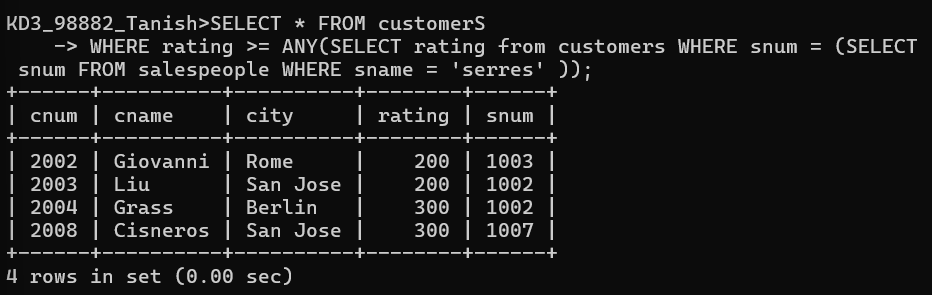 KD3_98882_Tanish>SELECT * FROM customerS
    -> WHERE rating >= ANY(SELECT rating from customers WHERE snum = (SELECT
 snum FROM salespeople WHERE sname = 'serres' ));
+------+----------+----------+--------+------+
| cnum | cname    | city     | rating | snum |
+------+----------+----------+--------+------+
| 2002 | Giovanni | Rome     |    200 | 1003 |
| 2003 | Liu      | San Jose |    200 | 1002 |
| 2004 | Grass    | Berlin   |    300 | 1002 |
| 2008 | Cisneros | San Jose |    300 | 1007 |
+------+----------+----------+--------+------+
4 rows in set (0.00 sec)